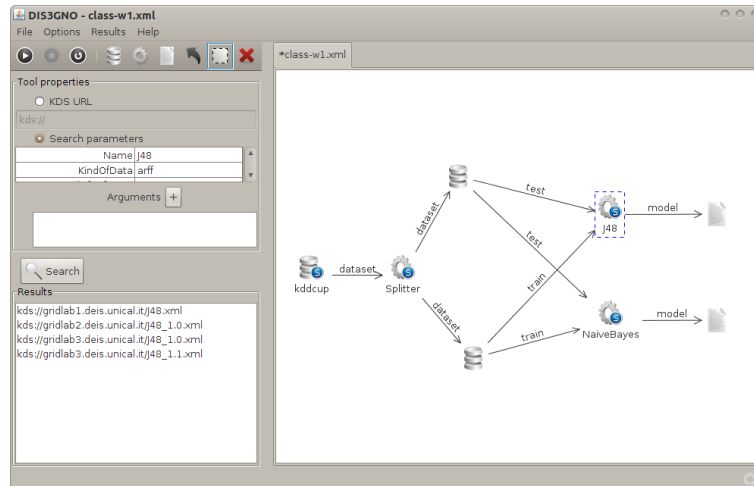 DIS3GNO - class-w1.xml
File Options Results Help
*class-w1.xml
Tool properties
KDS URL
kds://
Search parameters
Name J48
KindOfData arff
Arguments +
Search
Results
kds://gridlab1.deis.unical.it/J48.xml
kds://gridlab2.deis.unical.it/J48_1.0.xml
kds://gridlab3.deis.unical.it/J48_1.0.xml
kds://gridlab3.deis.unical.it/J48_1.1.xml
S
kddcup
dataset
S
Splitter
dataset
dataset
test
test
train
train
S
J48
model
S
NaiveBayes
model